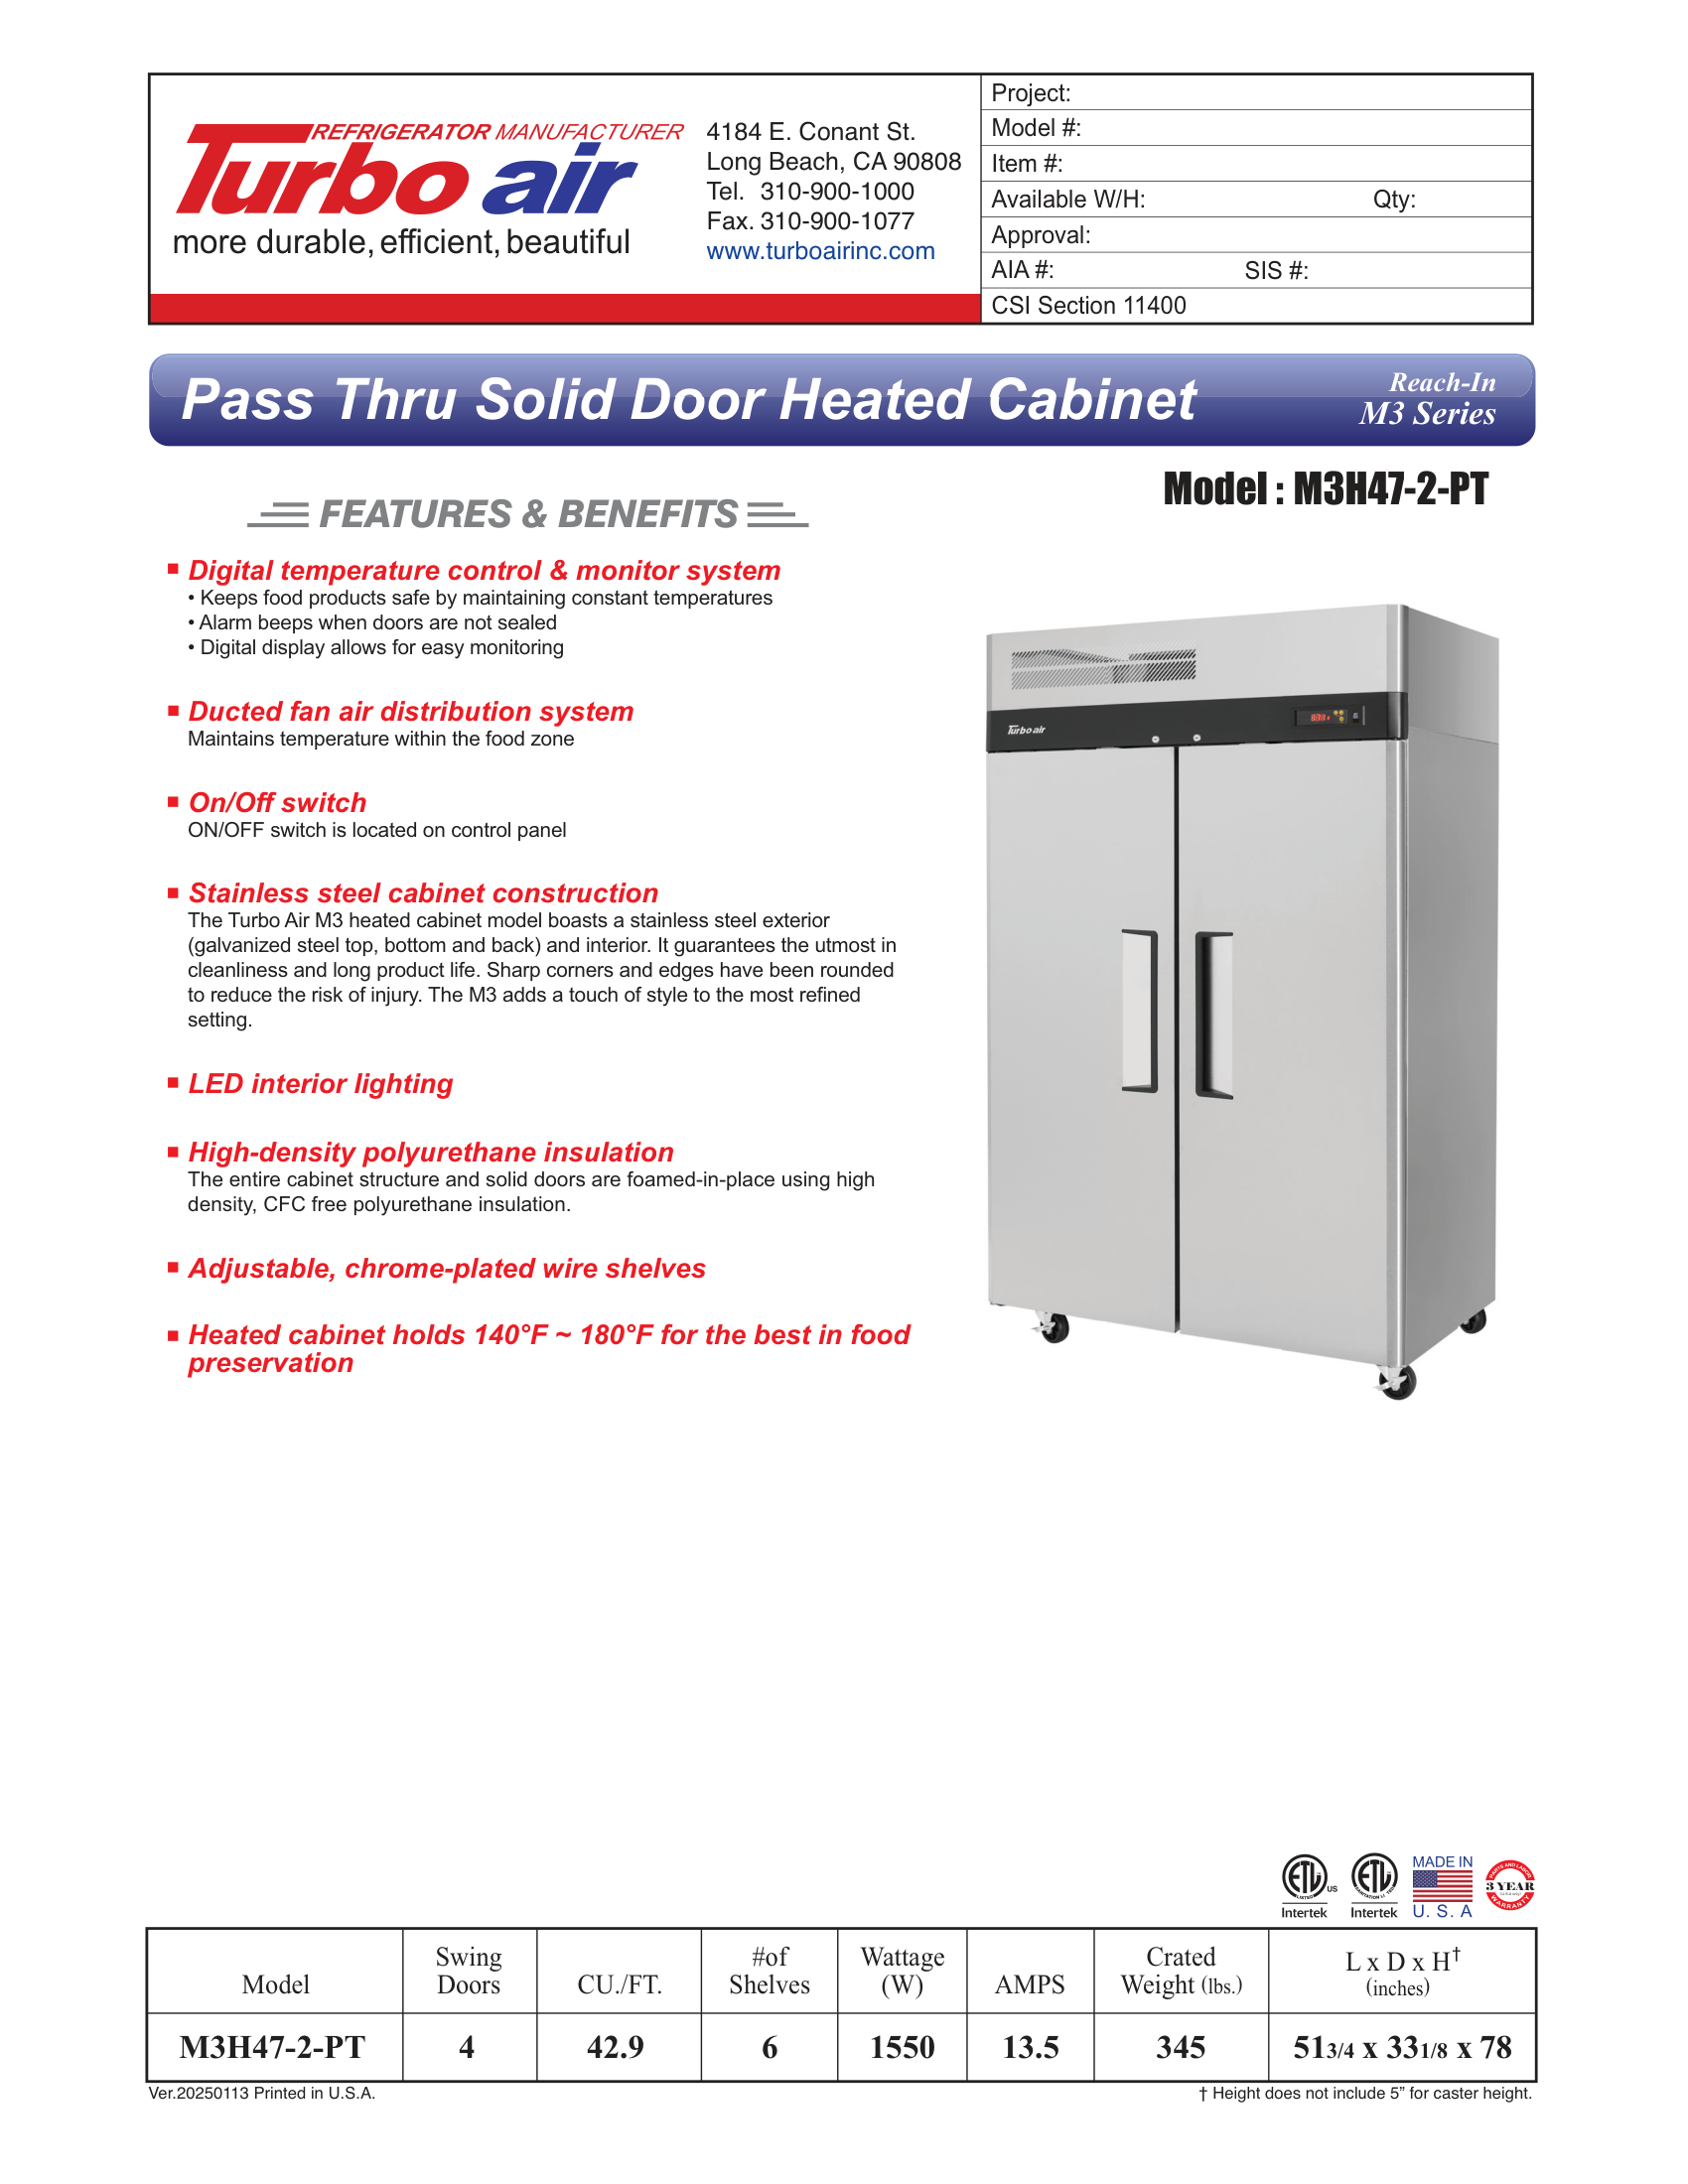 REFRIGERATOR MANUFACTURER
Turbo air
more durable, efficient, beautiful
4184 E. Conant St.
Long Beach, CA 90808
Tel. 310-900-1000
Fax. 310-900-1077
www.turboairinc.com
Project:
Model #:
Item #:
Available W/H: Qty:
Approval:
AIA #: SIS #:
CSI Section 11400
Pass Thru Solid Door Heated Cabinet
Reach-In
M3 Series
Model : M3H47-2-PT
FEATURES & BENEFITS
Digital temperature control & monitor system
• Keeps food products safe by maintaining constant temperatures
• Alarm beeps when doors are not sealed
• Digital display allows for easy monitoring
Ducted fan air distribution system
Maintains temperature within the food zone
On/Off switch
ON/OFF switch is located on control panel
Stainless steel cabinet construction
The Turbo Air M3 heated cabinet model boasts a stainless steel exterior
(galvanized steel top, bottom and back) and interior. It guarantees the utmost in
cleanliness and long product life. Sharp corners and edges have been rounded
to reduce the risk of injury. The M3 adds a touch of style to the most refined
setting.
LED interior lighting
High-density polyurethane insulation
The entire cabinet structure and solid doors are foamed-in-place using high
density, CFC free polyurethane insulation.
Adjustable, chrome-plated wire shelves
Heated cabinet holds 140°F ~ 180°F for the best in food
preservation
Turbo air
ETL LISTED US
Intertek
ETL
Intertek
MADE IN
U. S. A
PARTS AND LABOR
3 YEAR
WARRANTY
Model
Swing
Doors
CU./FT.
#of
Shelves
Wattage
(W)
AMPS
Crated
Weight (lbs.)
L x D x H†
(inches)
M3H47-2-PT 4 42.9 6 1550 13.5 345 51 3/4 x 33 1/8 x 78
Ver.20250113 Printed in U.S.A.
† Height does not include 5” for caster height.